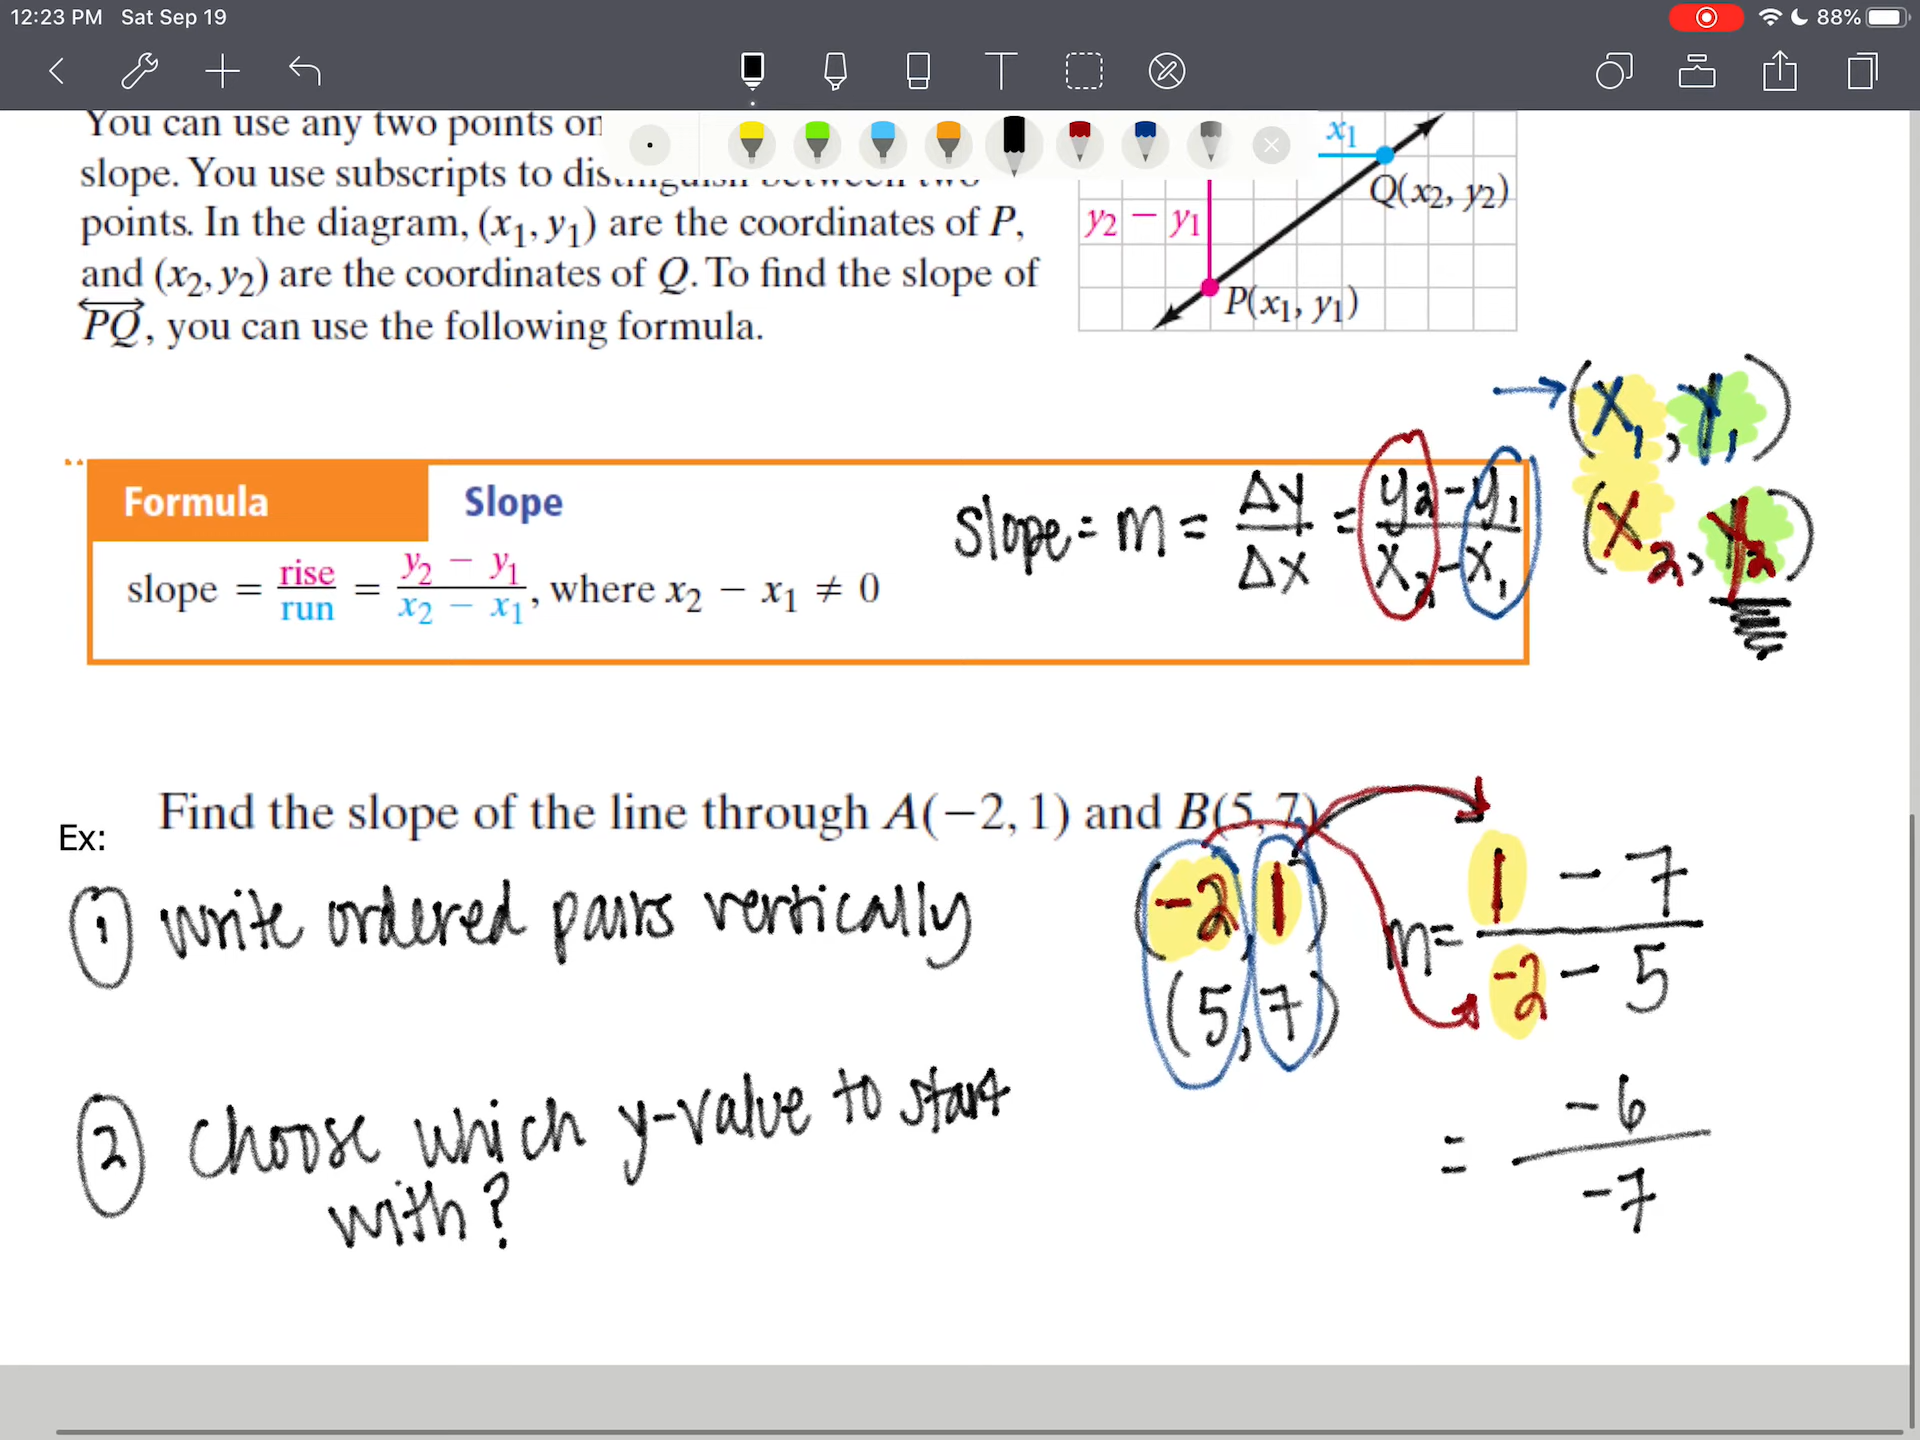 12:23 PM Sat Sep 19
88%
You can use any two points on
slope. You use subscripts to distinguish between two
points. In the diagram, (x₁, y₁) are the coordinates of P,
and (x₂, y₂) are the coordinates of Q. To find the slope of
PQ, you can use the following formula.
x₁
Q(x₂, y₂)
y₂ − y₁
P(x₁, y₁)
(x₁, y₁)
(x₂, y₂)
Formula
Slope
slope = rise/run = (y₂ − y₁)/(x₂ − x₁), where x₂ − x₁ ≠ 0
slope = m = Δy/Δx = (y₂ − y₁)/(x₂ − x₁)
Ex:
Find the slope of the line through A(−2, 1) and B(5, 7).
① write ordered pairs vertically
(-2, 1)
(5, 7)
m = (1 - 7)/(-2 - 5)
② choose which y-value to start
with?
= -6/-7